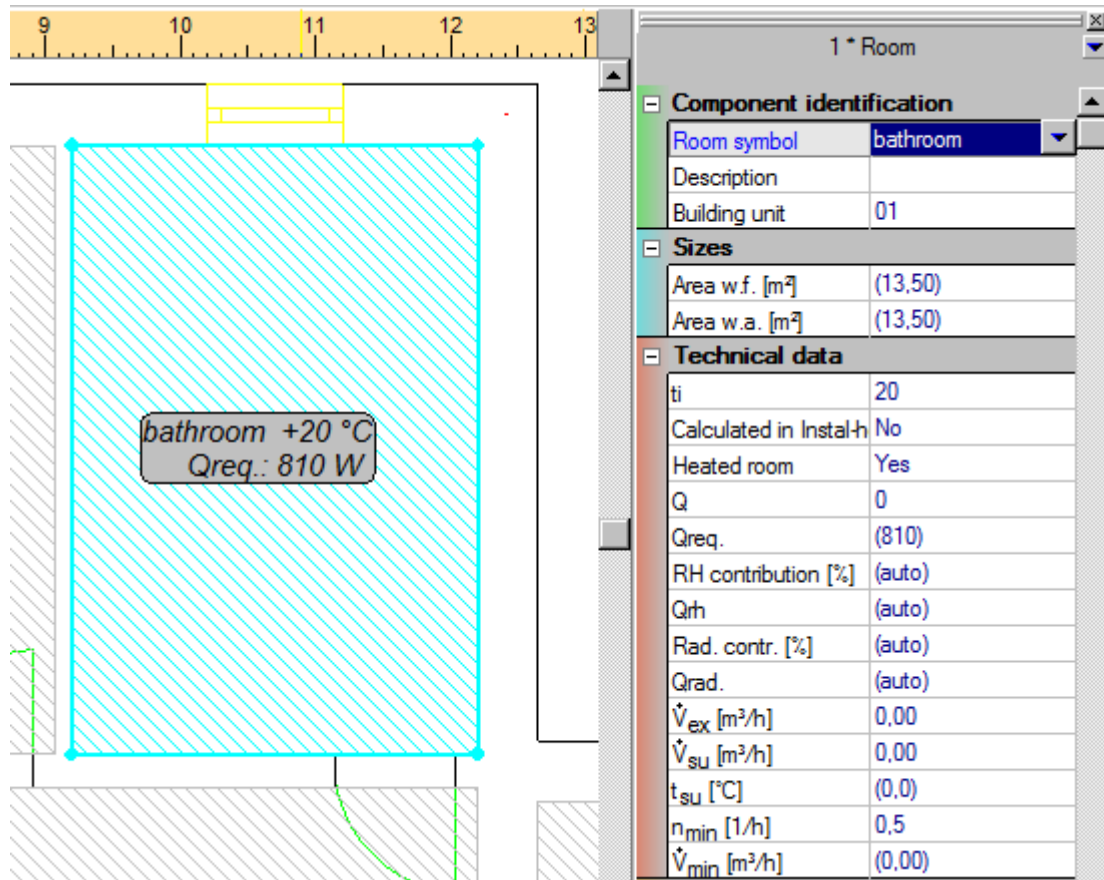 9 10 11 12 13
bathroom +20 °C
Qreq.: 810 W
1 * Room
Component identification
Room symbol bathroom
Description
Building unit 01
Sizes
Area w.f. [m²] (13,50)
Area w.a. [m²] (13,50)
Technical data
ti 20
Calculated in Instal-h No
Heated room Yes
Q 0
Qreq. (810)
RH contribution [%] (auto)
Qrh (auto)
Rad. contr. [%] (auto)
Qrad. (auto)
V̇ex [m³/h] 0,00
V̇su [m³/h] 0,00
tsu [°C] (0,0)
nmin [1/h] 0,5
V̇min [m³/h] (0,00)